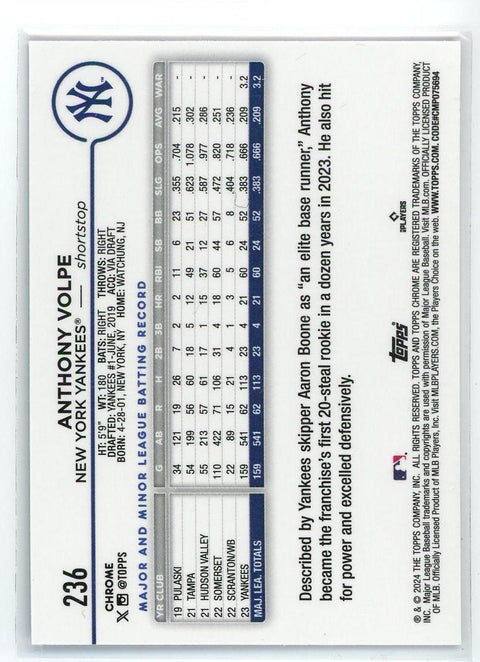 236
ANTHONY VOLPE
NEW YORK YANKEES® — shortstop
NY
CHROME
@TOPPS
HT: 5'9" WT: 180 BATS: RIGHT THROWS: RIGHT
DRAFTED: YANKEES #1-JUNE, 2019 ACQ: VIA DRAFT
BORN: 4-28-01, NEW YORK, NY HOME: WATCHUNG, NJ
MAJOR AND MINOR LEAGUE BATTING RECORD
YR CLUB G AB R H 2B 3B HR RBI SB BB SLG OPS AVG WAR
19 PULASKI 34 121 19 26 7 2 2 11 6 23 .355 .704 .215 -
21 TAMPA 54 199 56 60 18 5 12 49 21 51 .623 1.078 .302 -
21 HUDSON VALLEY 55 213 57 61 17 1 15 37 12 27 .587 .977 .286 -
22 SOMERSET 110 422 71 106 31 4 18 60 44 57 .472 .820 .251 -
22 SCRANTON/WB 22 89 15 21 4 1 3 5 6 8 .404 .718 .236 -
23 YANKEES 159 541 62 113 23 4 21 60 24 52 .383 .666 .209 3.2
MAJ. LEA. TOTALS 159 541 62 113 23 4 21 60 24 52 .383 .666 .209 3.2
Described by Yankees skipper Aaron Boone as "an elite base runner," Anthony
became the franchise's first 20-steal rookie in a dozen years in 2023. He also hit
for power and excelled defensively.
topps
PLAYERS
® & © 2024 THE TOPPS COMPANY, INC. ALL RIGHTS RESERVED. TOPPS AND TOPPS CHROME ARE REGISTERED TRADEMARKS OF THE TOPPS COMPANY,
INC. Major League Baseball trademarks and copyrights are used with permission of Major League Baseball. Visit MLB.com. OFFICIALLY LICENSED PRODUCT
OF MLB. Officially Licensed Product of MLB Players, Inc. Visit MLBPLAYERS.COM, the Players Choice on the web. WWW.TOPPS.COM. CODE#CMP075694